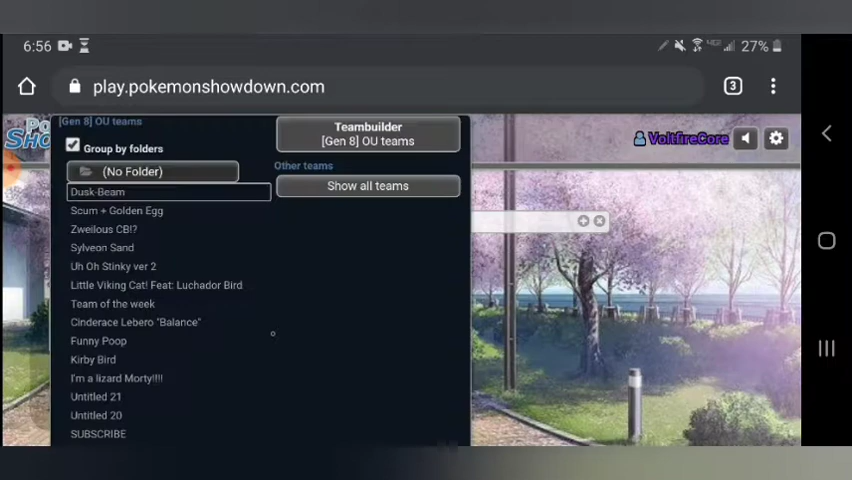 6:56
27%
play.pokemonshowdown.com
3
[Gen 8] OU teams
Group by folders
(No Folder)
Dusk-Beam
Scum + Golden Egg
Zweilous CB!?
Sylveon Sand
Uh Oh Stinky ver 2
Little Viking Cat! Feat: Luchador Bird
Team of the week
Cinderace Lebero "Balance"
Funny Poop
Kirby Bird
I'm a lizard Morty!!!!
Untitled 21
Untitled 20
SUBSCRIBE
Teambuilder
[Gen 8] OU teams
Other teams
Show all teams
VoltfireCore